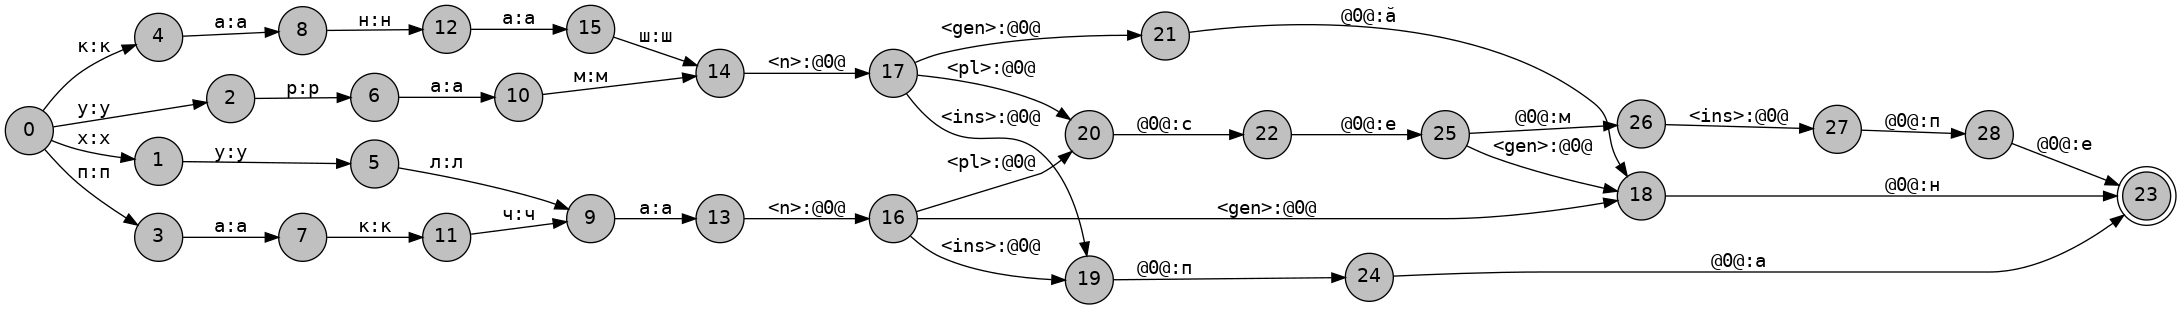 0
к:к
у:у
х:х
п:п
4
а:а
8
н:н
12
а:а
15
ш:ш
2
р:р
6
а:а
10
м:м
14
<n>:@0@
17
1
у:у
5
л:л
3
а:а
7
к:к
11
ч:ч
9
а:а
13
<n>:@0@
16
<gen>:@0@
<pl>:@0@
<ins>:@0@
<pl>:@0@
<gen>:@0@
<ins>:@0@
21
@0@:ӑ
20
@0@:с
22
@0@:е
25
@0@:м
<gen>:@0@
26
<ins>:@0@
27
@0@:п
28
@0@:е
18
@0@:н
19
@0@:п
24
@0@:а
23